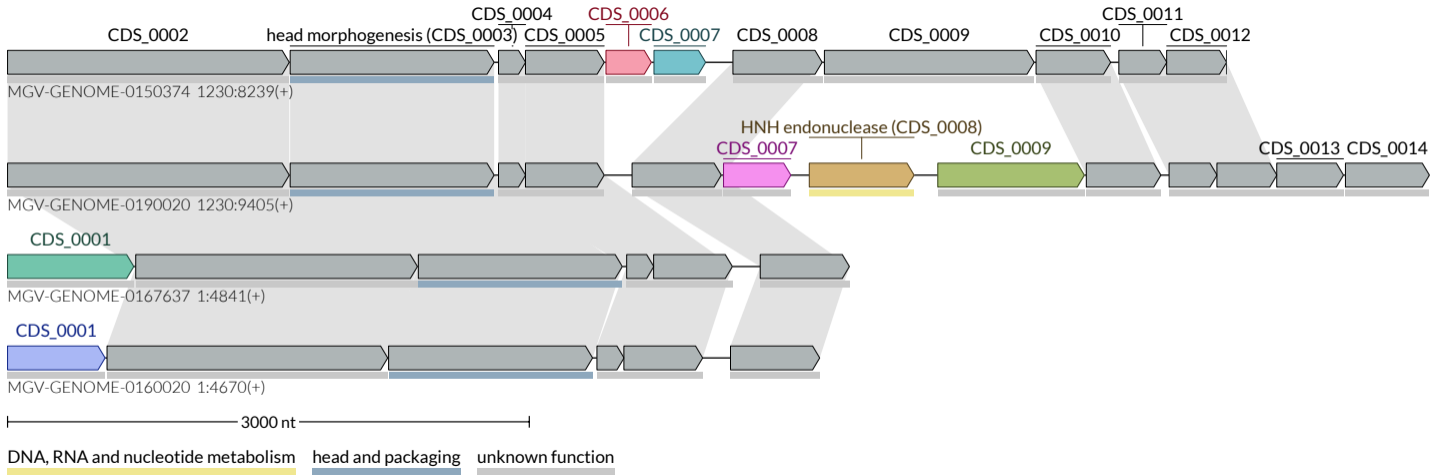 CDS_0004 CDS_0006 CDS_0011
CDS_0002 head morphogenesis (CDS_0003) CDS_0005 CDS_0007 CDS_0008 CDS_0009 CDS_0010 CDS_0012
MGV-GENOME-0150374 1230:8239(+)
HNH endonuclease (CDS_0008)
CDS_0007 CDS_0009 CDS_0013 CDS_0014
MGV-GENOME-0190020 1230:9405(+)
CDS_0001
MGV-GENOME-0167637 1:4841(+)
CDS_0001
MGV-GENOME-0160020 1:4670(+)
3000 nt
DNA, RNA and nucleotide metabolism head and packaging unknown function